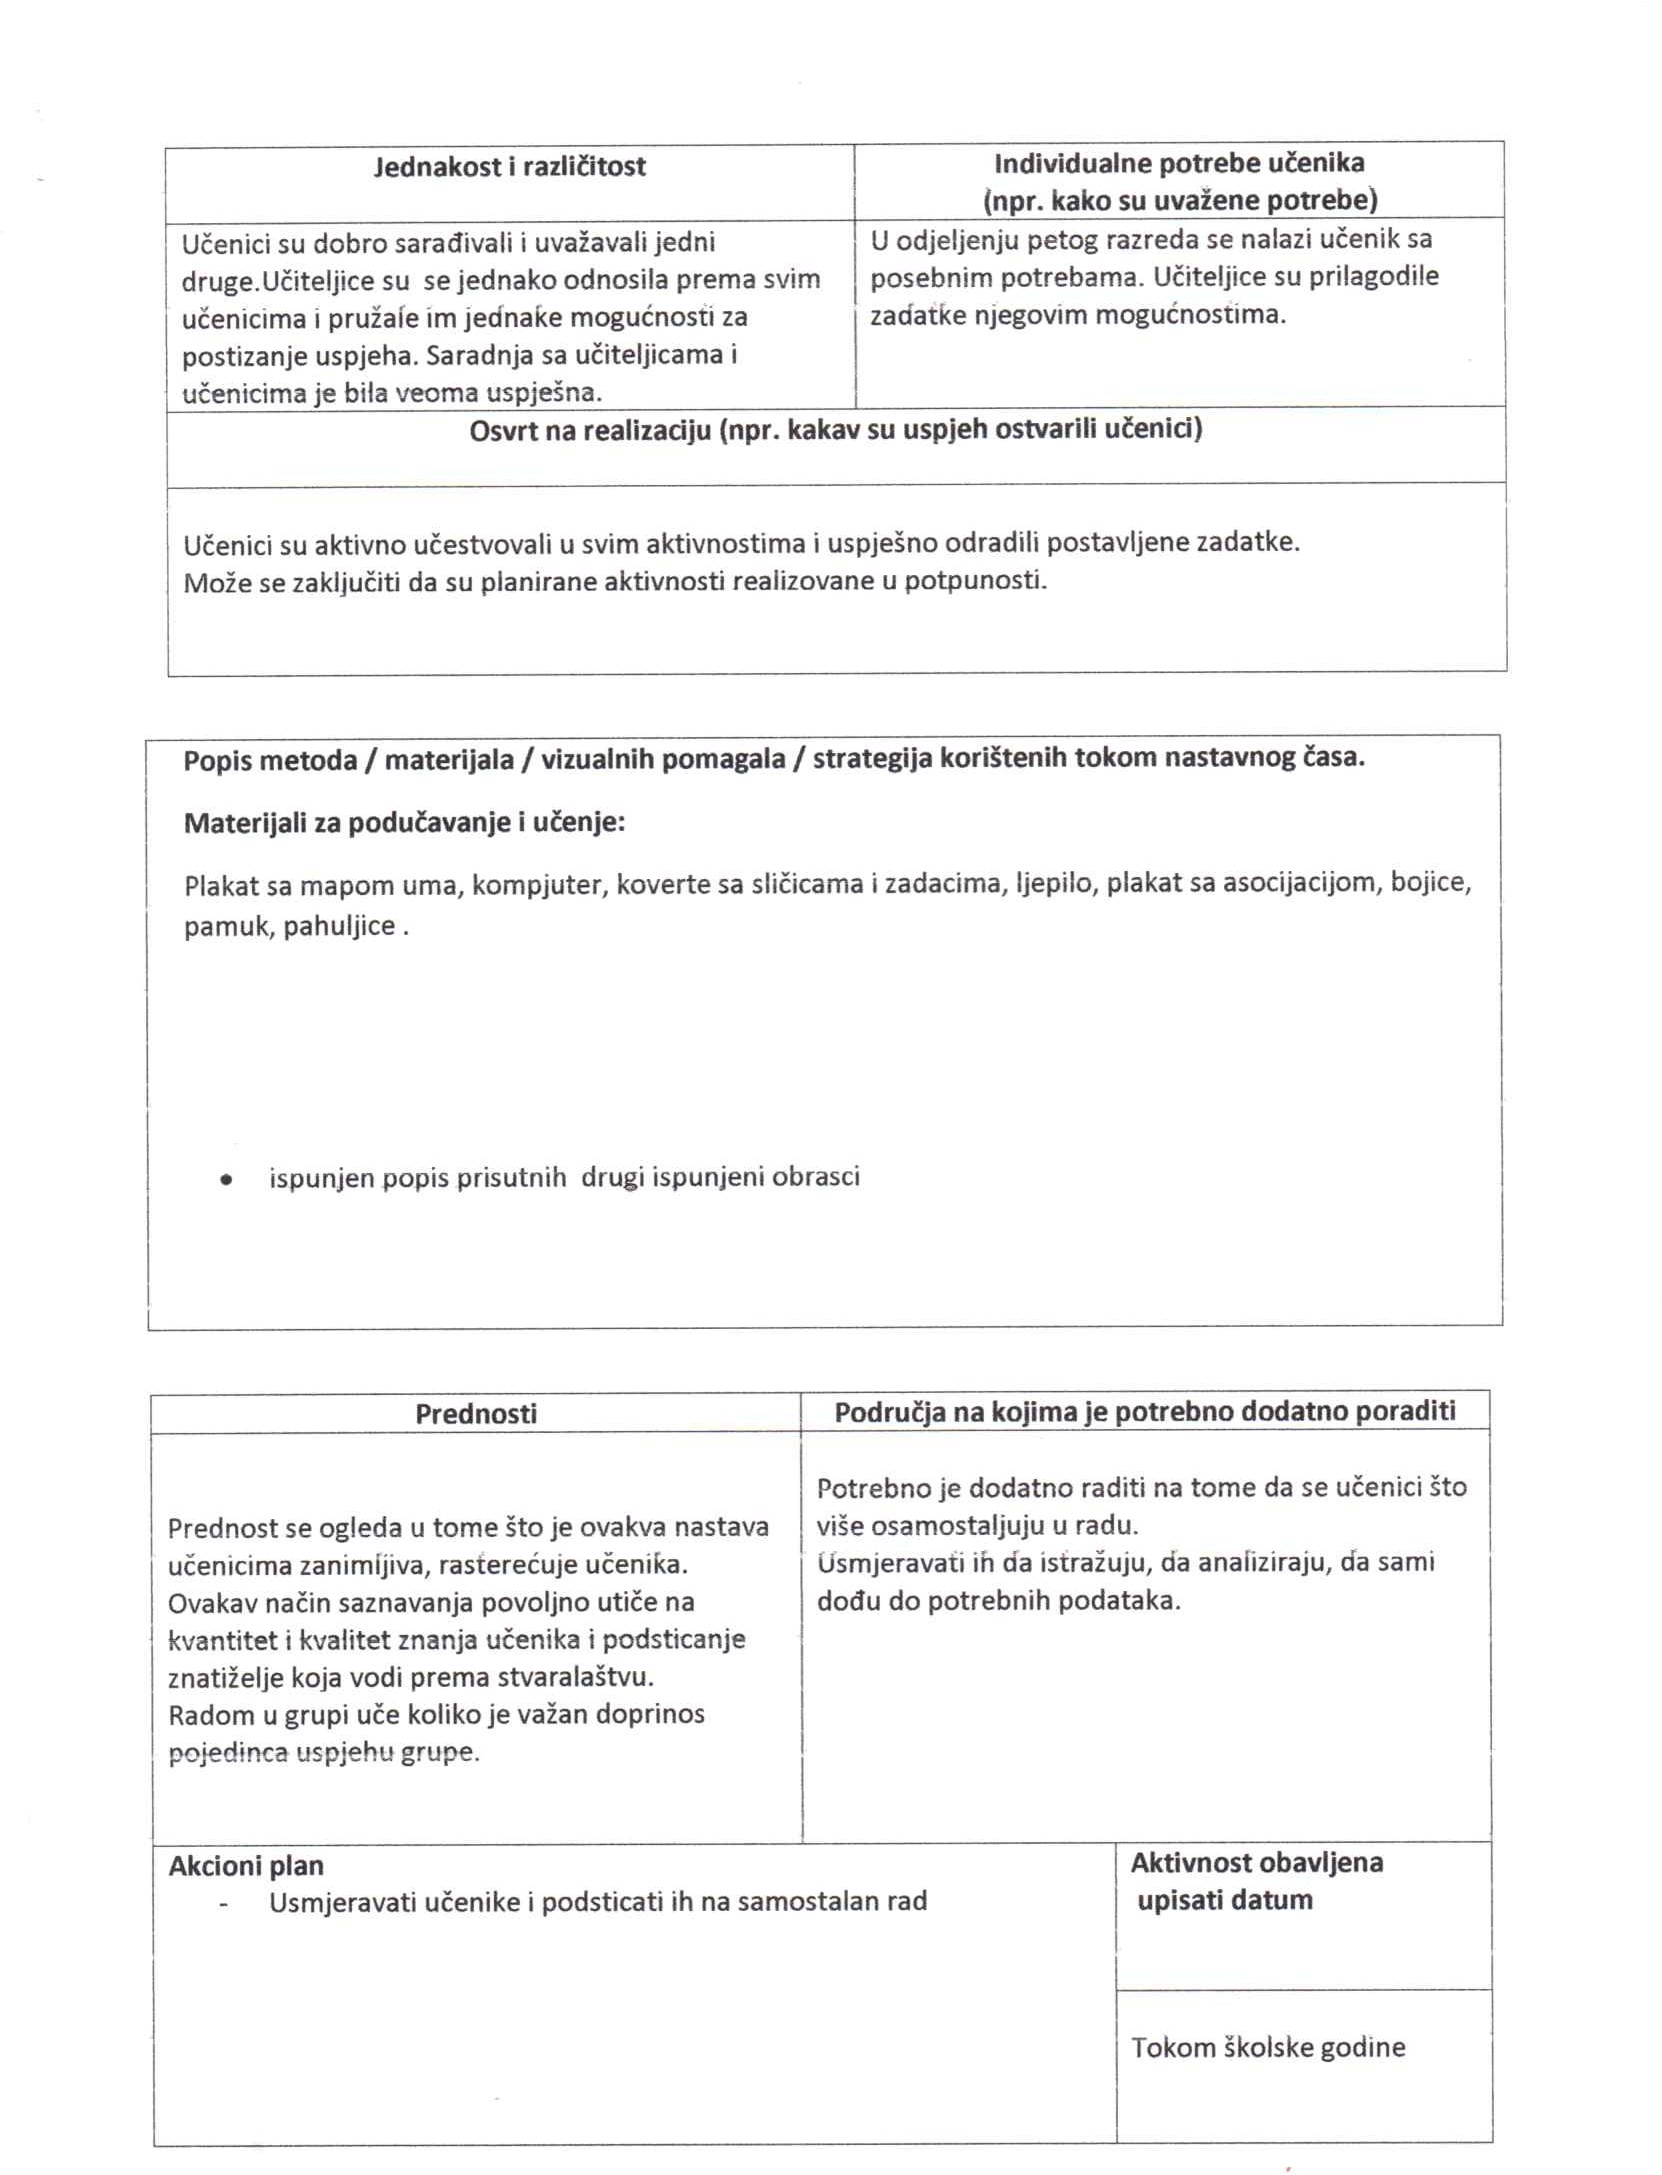 Jednakost i različitost
Individualne potrebe učenika
(npr. kako su uvažene potrebe)
Učenici su dobro sarađivali i uvažavali jedni
druge.Učiteljice su se jednako odnosila prema svim
učenicima i pružale im jednake mogućnosti za
postizanje uspjeha. Saradnja sa učiteljicama i
učenicima je bila veoma uspješna.
U odjeljenju petog razreda se nalazi učenik sa
posebnim potrebama. Učiteljice su prilagodile
zadatke njegovim mogućnostima.
Osvrt na realizaciju (npr. kakav su uspjeh ostvarili učenici)
Učenici su aktivno učestvovali u svim aktivnostima i uspješno odradili postavljene zadatke.
Može se zaključiti da su planirane aktivnosti realizovane u potpunosti.
Popis metoda / materijala / vizualnih pomagala / strategija korištenih tokom nastavnog časa.
Materijali za podučavanje i učenje:
Plakat sa mapom uma, kompjuter, koverte sa sličicama i zadacima, ljepilo, plakat sa asocijacijom, bojice,
pamuk, pahuljice .
• ispunjen popis prisutnih drugi ispunjeni obrasci
Prednosti
Područja na kojima je potrebno dodatno poraditi
Prednost se ogleda u tome što je ovakva nastava
učenicima zanimljiva, rasterećuje učenika.
Ovakav način saznavanja povoljno utiče na
kvantitet i kvalitet znanja učenika i podsticanje
znatiželje koja vodi prema stvaralaštvu.
Radom u grupi uče koliko je važan doprinos
pojedinca uspjehu grupe.
Potrebno je dodatno raditi na tome da se učenici što
više osamostaljuju u radu.
Usmjeravati ih da istražuju, da analiziraju, da sami
dođu do potrebnih podataka.
Akcioni plan
- Usmjeravati učenike i podsticati ih na samostalan rad
Aktivnost obavljena
upisati datum
Tokom školske godine